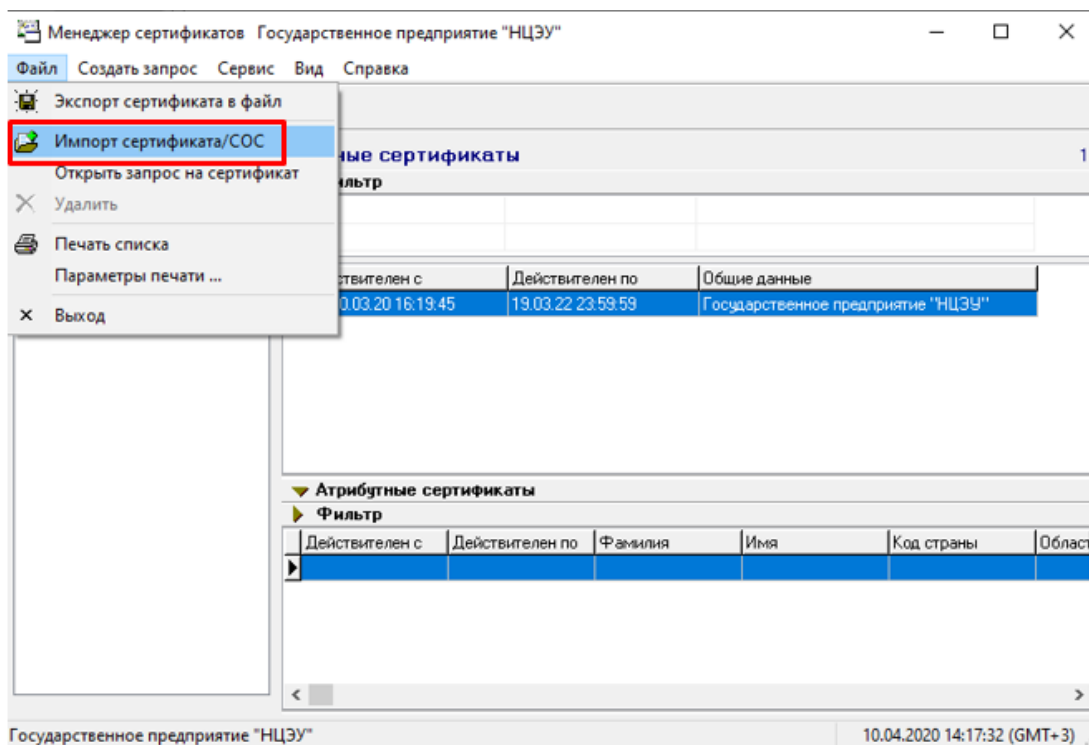 Менеджер сертификатов Государственное предприятие "НЦЭУ"
Файл Создать запрос Сервис Вид Справка
Экспорт сертификата в файл
Импорт сертификата/СОС
Открыть запрос на сертификат
Удалить
Печать списка
Параметры печати ...
Выход
ные сертификаты 1
льтр
ствителен с Действителен по Общие данные
0.03.20 16:19:45 19.03.22 23:59:59 Государственное предприятие "НЦЭУ"
Атрибутные сертификаты
Фильтр
Действителен с Действителен по Фамилия Имя Код страны Област
Государственное предприятие "НЦЭУ" 10.04.2020 14:17:32 (GMT+3)